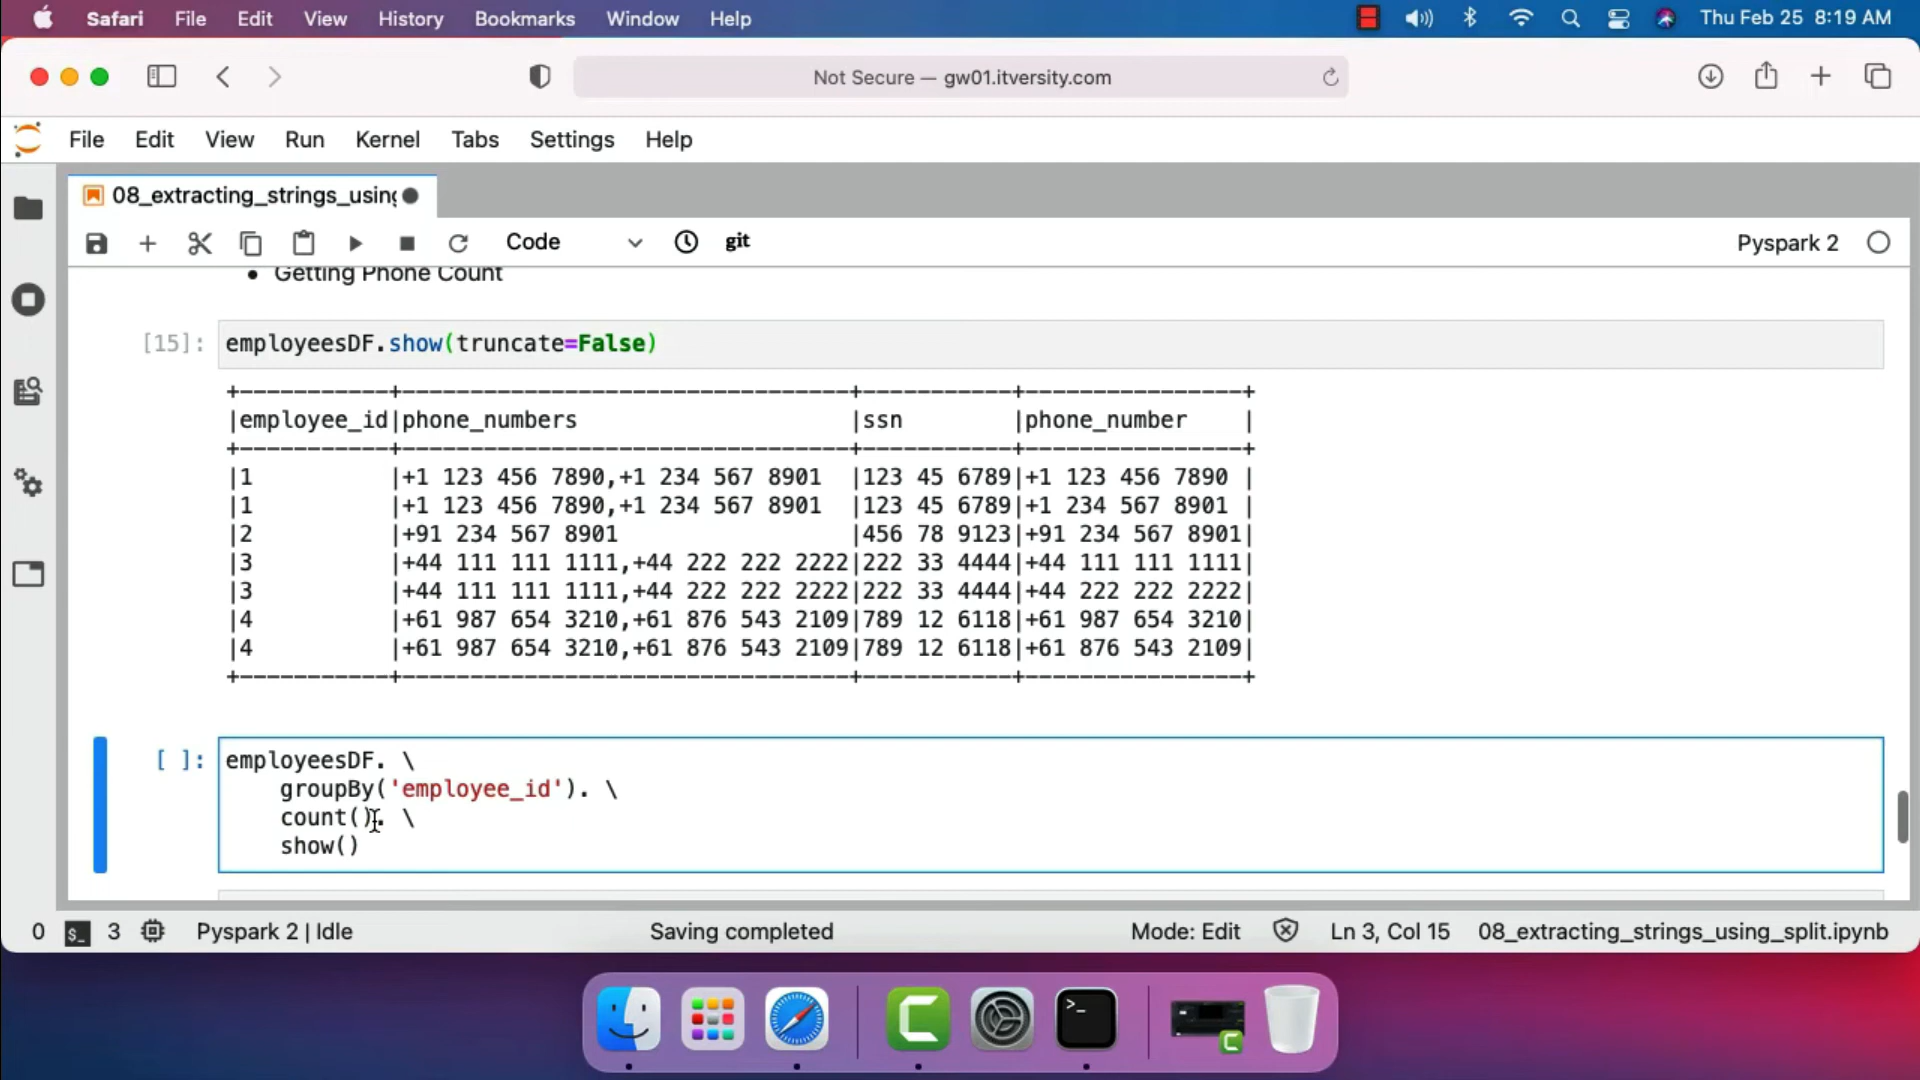 Safari File Edit View History Bookmarks Window Help Thu Feb 25 8:19 AM
Not Secure — gw01.itversity.com
File Edit View Run Kernel Tabs Settings Help
08_extracting_strings_using
Code git Pyspark 2
• Getting Phone Count
[15]: employeesDF.show(truncate=False)
+-----------+---------------------------------+-----------+----------------+
|employee_id|phone_numbers                    |ssn        |phone_number    |
+-----------+---------------------------------+-----------+----------------+
|1          |+1 123 456 7890,+1 234 567 8901  |123 45 6789|+1 123 456 7890 |
|1          |+1 123 456 7890,+1 234 567 8901  |123 45 6789|+1 234 567 8901 |
|2          |+91 234 567 8901                 |456 78 9123|+91 234 567 8901|
|3          |+44 111 111 1111,+44 222 222 2222|222 33 4444|+44 111 111 1111|
|3          |+44 111 111 1111,+44 222 222 2222|222 33 4444|+44 222 222 2222|
|4          |+61 987 654 3210,+61 876 543 2109|789 12 6118|+61 987 654 3210|
|4          |+61 987 654 3210,+61 876 543 2109|789 12 6118|+61 876 543 2109|
+-----------+---------------------------------+-----------+----------------+
[ ]: employeesDF. \
    groupBy('employee_id'). \
    count(). \
    show()
0 $_ 3 Pyspark 2 | Idle Saving completed Mode: Edit Ln 3, Col 15 08_extracting_strings_using_split.ipynb
>_